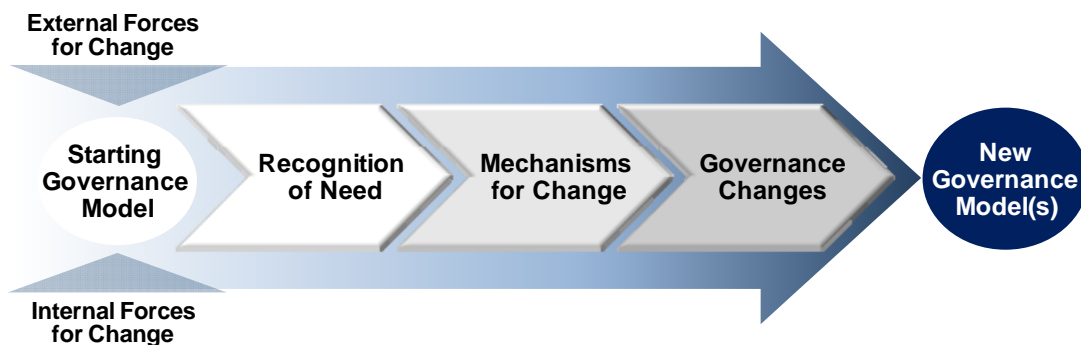 External Forces
for Change
Starting
Governance
Model
Recognition
of Need
Mechanisms
for Change
Governance
Changes
New
Governance
Model(s)
Internal Forces
for Change